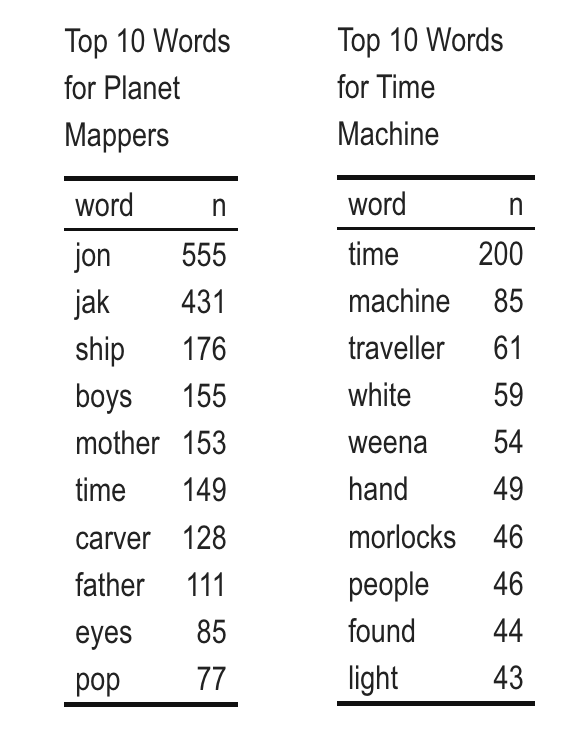 Top 10 Words
for Planet
Mappers
word n
jon 555
jak 431
ship 176
boys 155
mother 153
time 149
carver 128
father 111
eyes 85
pop 77
Top 10 Words
for Time
Machine
word n
time 200
machine 85
traveller 61
white 59
weena 54
hand 49
morlocks 46
people 46
found 44
light 43